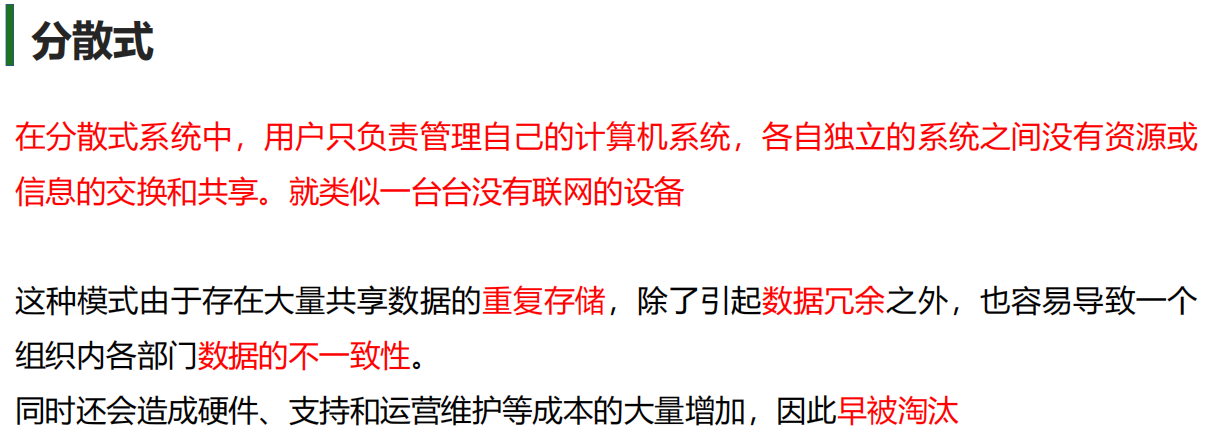 分散式
在分散式系统中，用户只负责管理自己的计算机系统，各自独立的系统之间没有资源或
信息的交换和共享。就类似一台台没有联网的设备
这种模式由于存在大量共享数据的重复存储，除了引起数据冗余之外，也容易导致一个
组织内各部门数据的不一致性。
同时还会造成硬件、支持和运营维护等成本的大量增加，因此早被淘汰